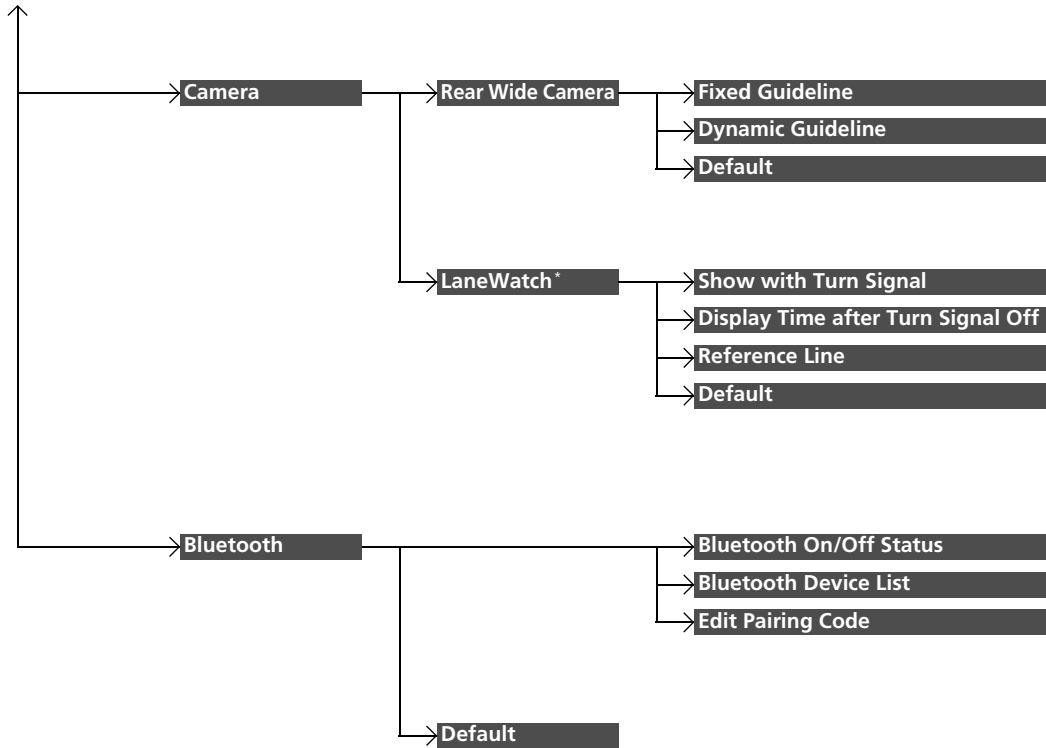 Camera
Rear Wide Camera
Fixed Guideline
Dynamic Guideline
Default
LaneWatch*
Show with Turn Signal
Display Time after Turn Signal Off
Reference Line
Default
Bluetooth
Bluetooth On/Off Status
Bluetooth Device List
Edit Pairing Code
Default